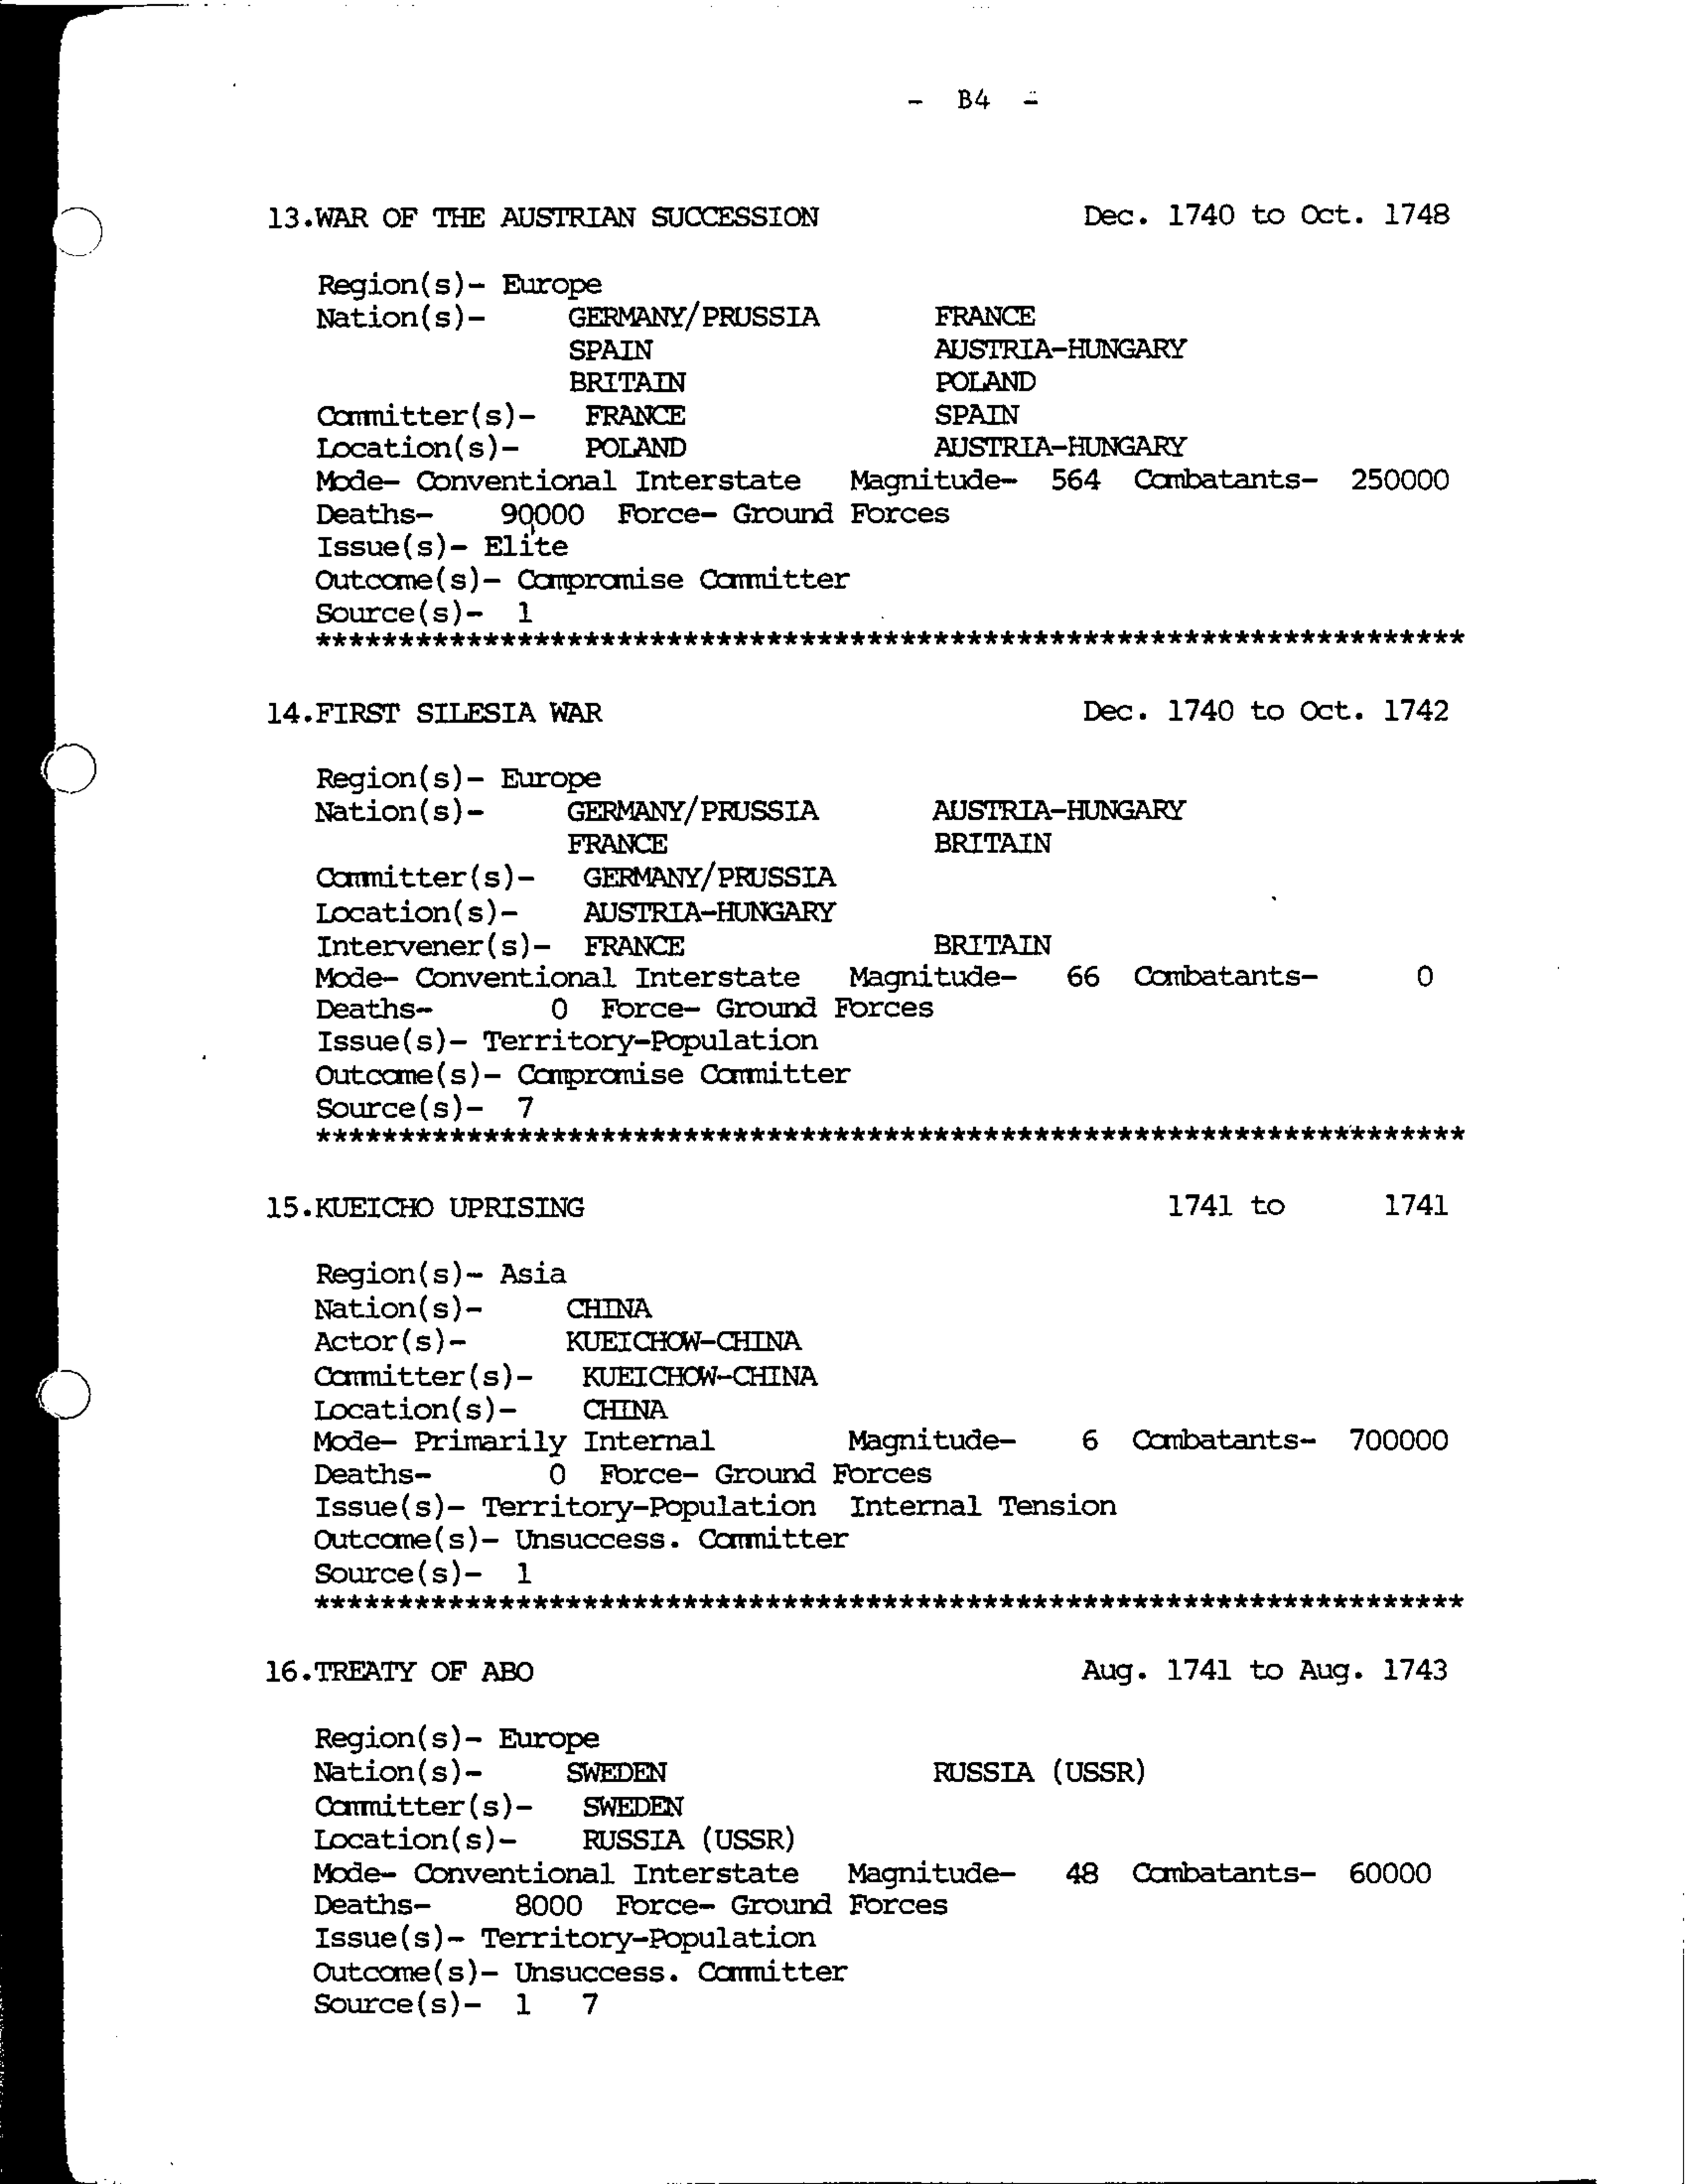 - B4 -
13.WAR OF THE AUSTRIAN SUCCESSION Dec. 1740 to Oct. 1748
Region(s)- Europe
Nation(s)- GERMANY/PRUSSIA FRANCE
SPAIN AUSTRIA-HUNGARY
BRITAIN POLAND
Committer(s)- FRANCE SPAIN
Location(s)- POLAND AUSTRIA-HUNGARY
Mode- Conventional Interstate Magnitude- 564 Combatants- 250000
Deaths- 90000 Force- Ground Forces
Issue(s)- Elite
Outcome(s)- Compromise Committer
Source(s)- 1
*********************************************************************
14.FIRST SILESIA WAR Dec. 1740 to Oct. 1742
Region(s)- Europe
Nation(s)- GERMANY/PRUSSIA AUSTRIA-HUNGARY
FRANCE BRITAIN
Committer(s)- GERMANY/PRUSSIA
Location(s)- AUSTRIA-HUNGARY
Intervener(s)- FRANCE BRITAIN
Mode- Conventional Interstate Magnitude- 66 Combatants- 0
Deaths- 0 Force- Ground Forces
Issue(s)- Territory-Population
Outcome(s)- Compromise Committer
Source(s)- 7
*********************************************************************
15.KUEICHO UPRISING 1741 to 1741
Region(s)- Asia
Nation(s)- CHINA
Actor(s)- KUEICHOW-CHINA
Committer(s)- KUEICHOW-CHINA
Location(s)- CHINA
Mode- Primarily Internal Magnitude- 6 Combatants- 700000
Deaths- 0 Force- Ground Forces
Issue(s)- Territory-Population Internal Tension
Outcome(s)- Unsuccess. Committer
Source(s)- 1
*********************************************************************
16.TREATY OF ABO Aug. 1741 to Aug. 1743
Region(s)- Europe
Nation(s)- SWEDEN RUSSIA (USSR)
Committer(s)- SWEDEN
Location(s)- RUSSIA (USSR)
Mode- Conventional Interstate Magnitude- 48 Combatants- 60000
Deaths- 8000 Force- Ground Forces
Issue(s)- Territory-Population
Outcome(s)- Unsuccess. Committer
Source(s)- 1 7